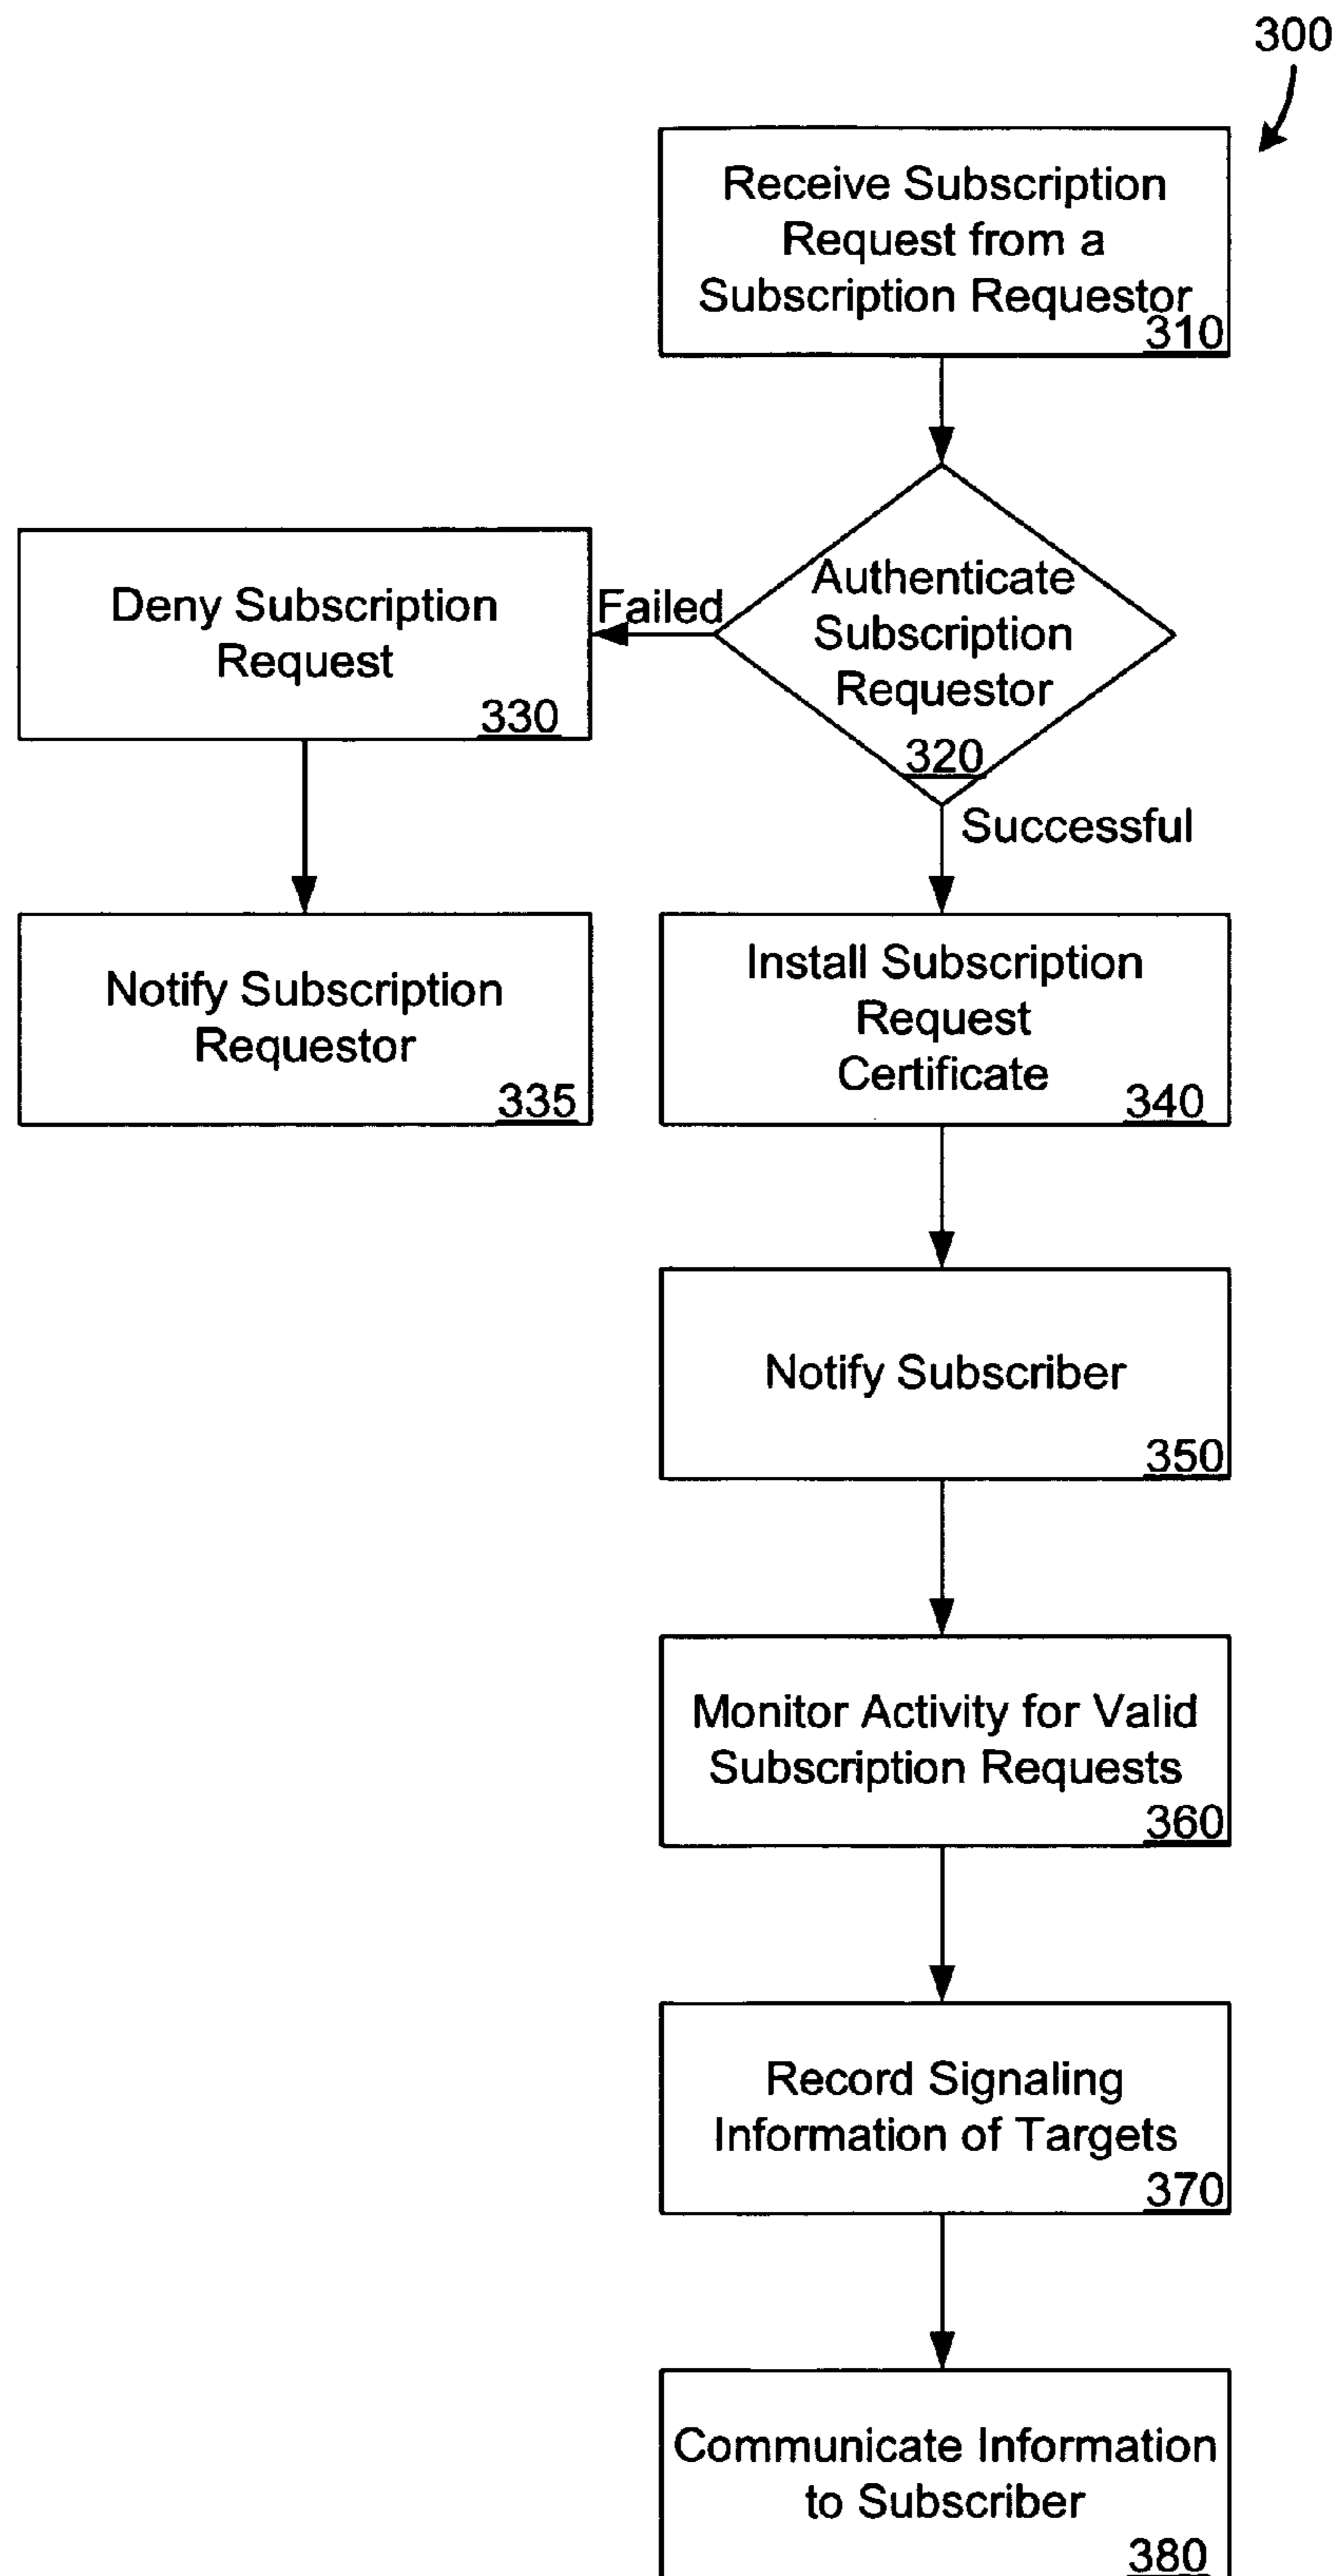 300
Receive Subscription
Request from a
Subscription Requestor
310
Authenticate
Subscription
Requestor
320
Failed
Deny Subscription
Request
330
Notify Subscription
Requestor
335
Successful
Install Subscription
Request
Certificate
340
Notify Subscriber
350
Monitor Activity for Valid
Subscription Requests
360
Record Signaling
Information of Targets
370
Communicate Information
to Subscriber
380